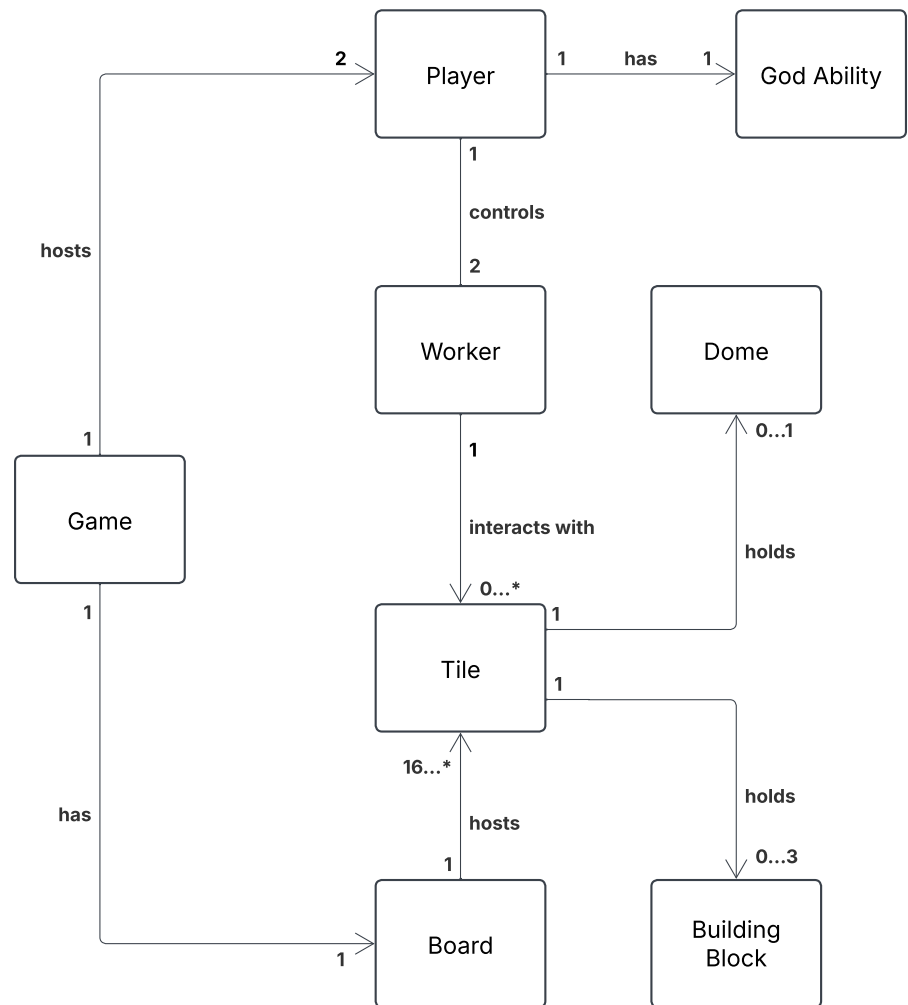 2
Player
1
has
1
God Ability
1
controls
hosts
2
Worker
Dome
1
1
0...1
Game
interacts with
holds
0...*
1
1
Tile
1
16...*
holds
has
hosts
1
0...3
Board
Building
Block
1